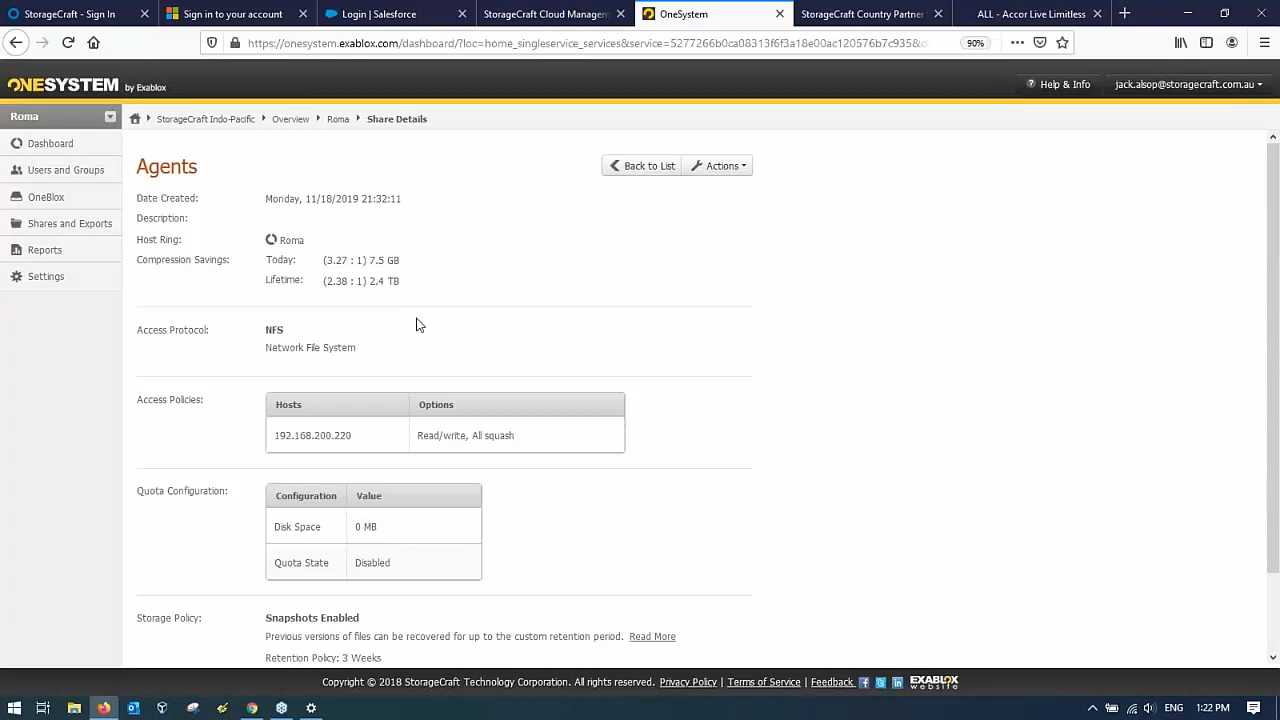 StorageCraft - Sign In
Sign in to your account
Login | Salesforce
StorageCraft Cloud Managem
OneSystem
StorageCraft Country Partner
ALL - Accor Live Limitless
https://onesystem.exablox.com/dashboard/?loc=home_singleservice_services&service=5277266b0ca08313f6f3a18e00ac120576b7c935&
90%
ONESYSTEM by Exablox
Help & Info
jack.alsop@storagecraft.com.au
Roma
StorageCraft Indo-Pacific
Overview
Roma
Share Details
Dashboard
Users and Groups
OneBlox
Shares and Exports
Reports
Settings
Agents
Back to List
Actions
Date Created: Monday, 11/18/2019 21:32:11
Description:
Host Ring: Roma
Compression Savings: Today: (3.27 : 1) 7.5 GB
Lifetime: (2.38 : 1) 2.4 TB
Access Protocol: NFS
Network File System
Access Policies: Hosts Options
192.168.200.220 Read/write, All squash
Quota Configuration: Configuration Value
Disk Space 0 MB
Quota State Disabled
Storage Policy: Snapshots Enabled
Previous versions of files can be recovered for up to the custom retention period. Read More
Retention Policy: 3 Weeks
Copyright © 2018 StorageCraft Technology Corporation. All rights reserved. Privacy Policy | Terms of Service | Feedback
EXABLOX
website
ENG 1:22 PM